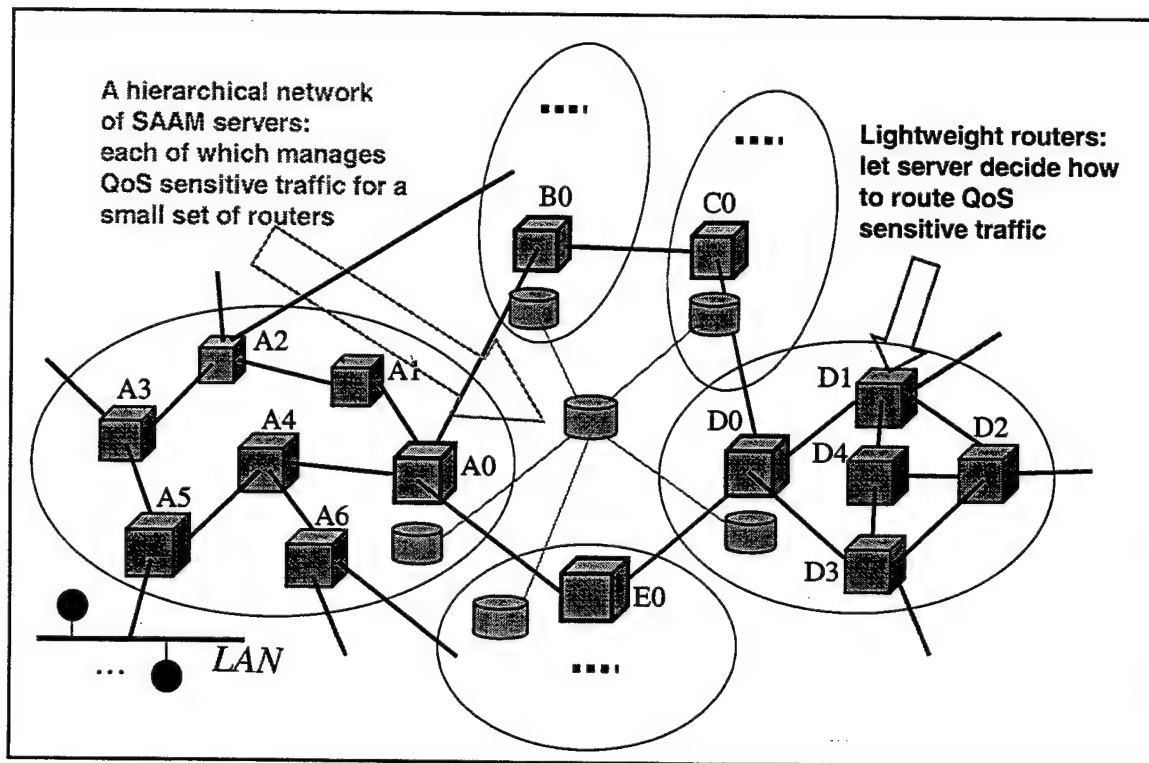 A hierarchical network
of SAAM servers:
each of which manages
QoS sensitive traffic for a
small set of routers
Lightweight routers:
let server decide how
to route QoS
sensitive traffic
B0
C0
A2
A1
A3
A4
A0
A5
A6
D1
D0
D2
D4
D3
E0
... LAN